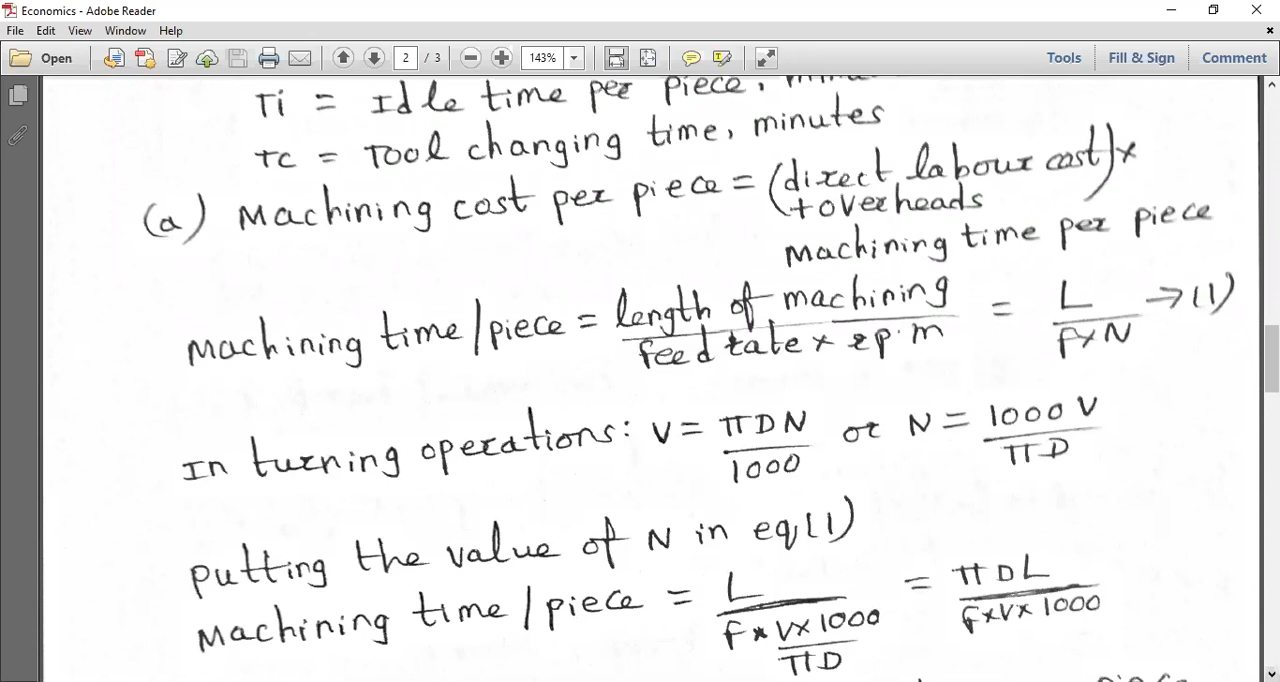 Economics - Adobe Reader
File Edit View Window Help
Open 2 / 3 143% Tools Fill & Sign Comment
Ti = Idle time per piece,
TC = Tool changing time, minutes
(a) Machining cost per piece = (direct labour cost + overheads) ×
Machining time per piece
Machining time/piece = length of machining / feed rate × rp.m = L / f×N → (1)
In turning operations: V = πDN / 1000 or N = 1000 V / πD
putting the value of N in eq(1)
Machining time/piece = L / (f × V×1000 / πD) = πDL / f×V×1000